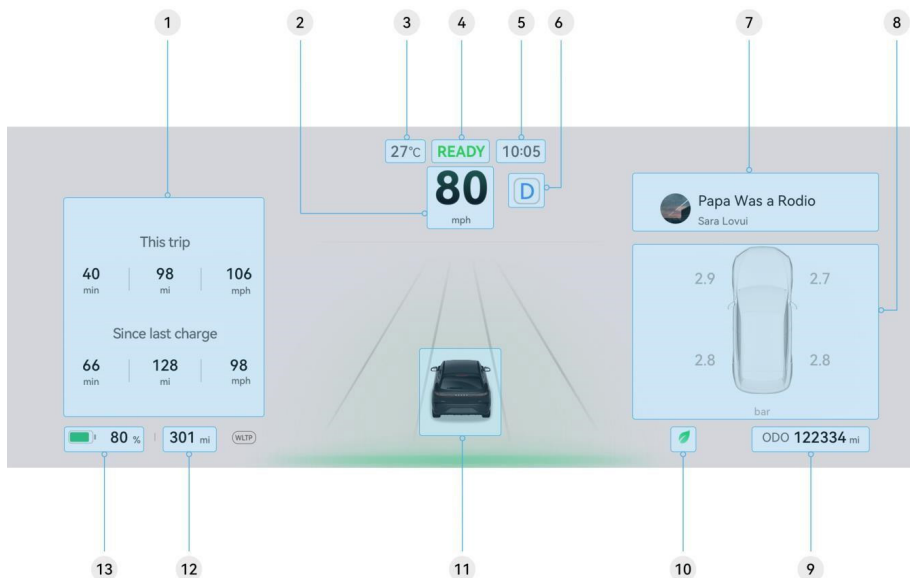 1 2 3 4 5 6 7 8
27°C READY 10:05
80
mph
D
Papa Was a Rodio
Sara Lovui
This trip
40 98 106
min mi mph
Since last charge
66 128 98
min mi mph
2.9 2.7
2.8 2.8
bar
80 % 301 mi WLTP
ODO 122334 mi
13 12 11 10 9